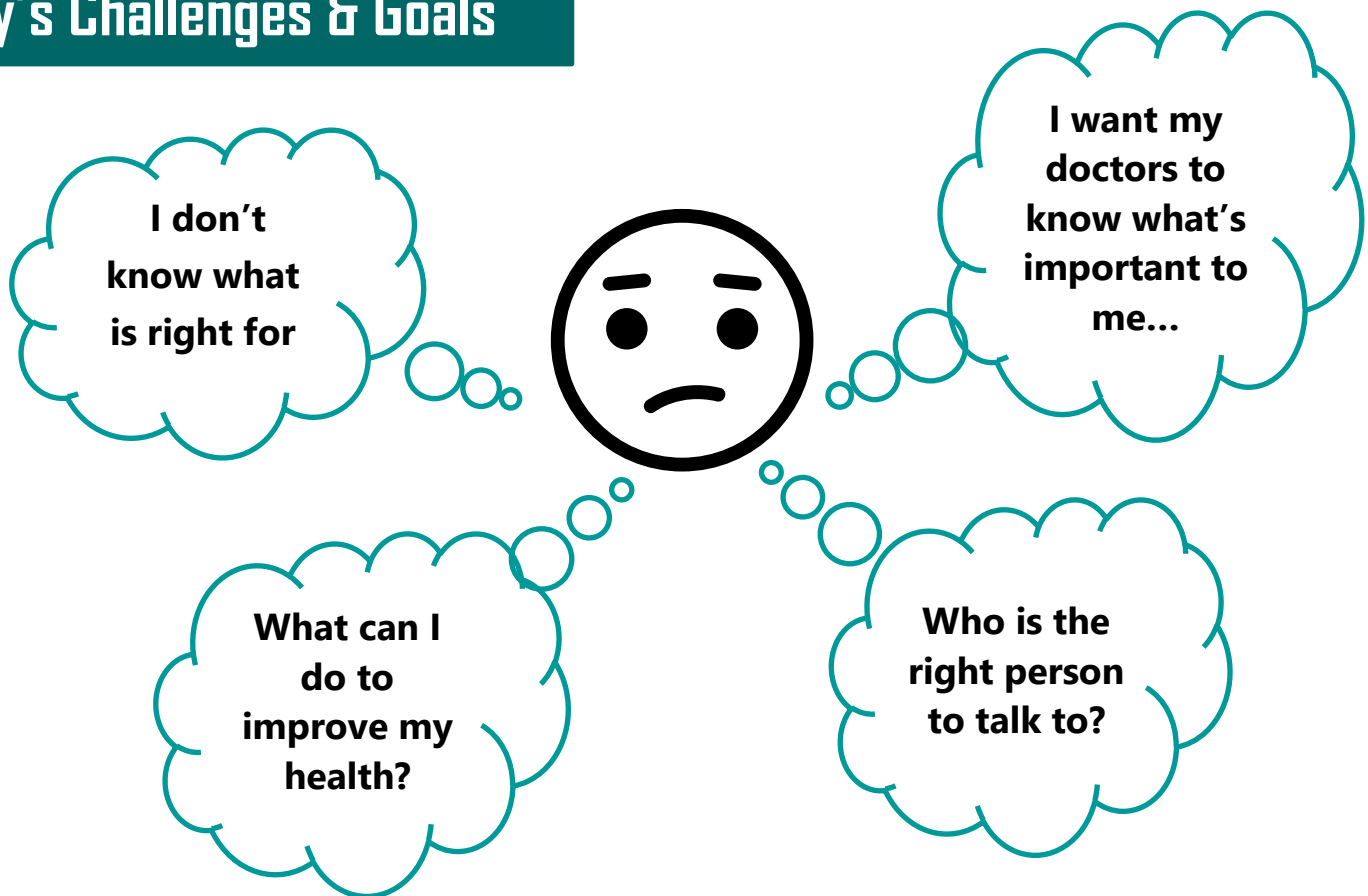 's Challenges & Goals
I don’t
know what
is right for
I want my
doctors to
know what’s
important to
me…
What can I
do to
improve my
health?
Who is the
right person
to talk to?